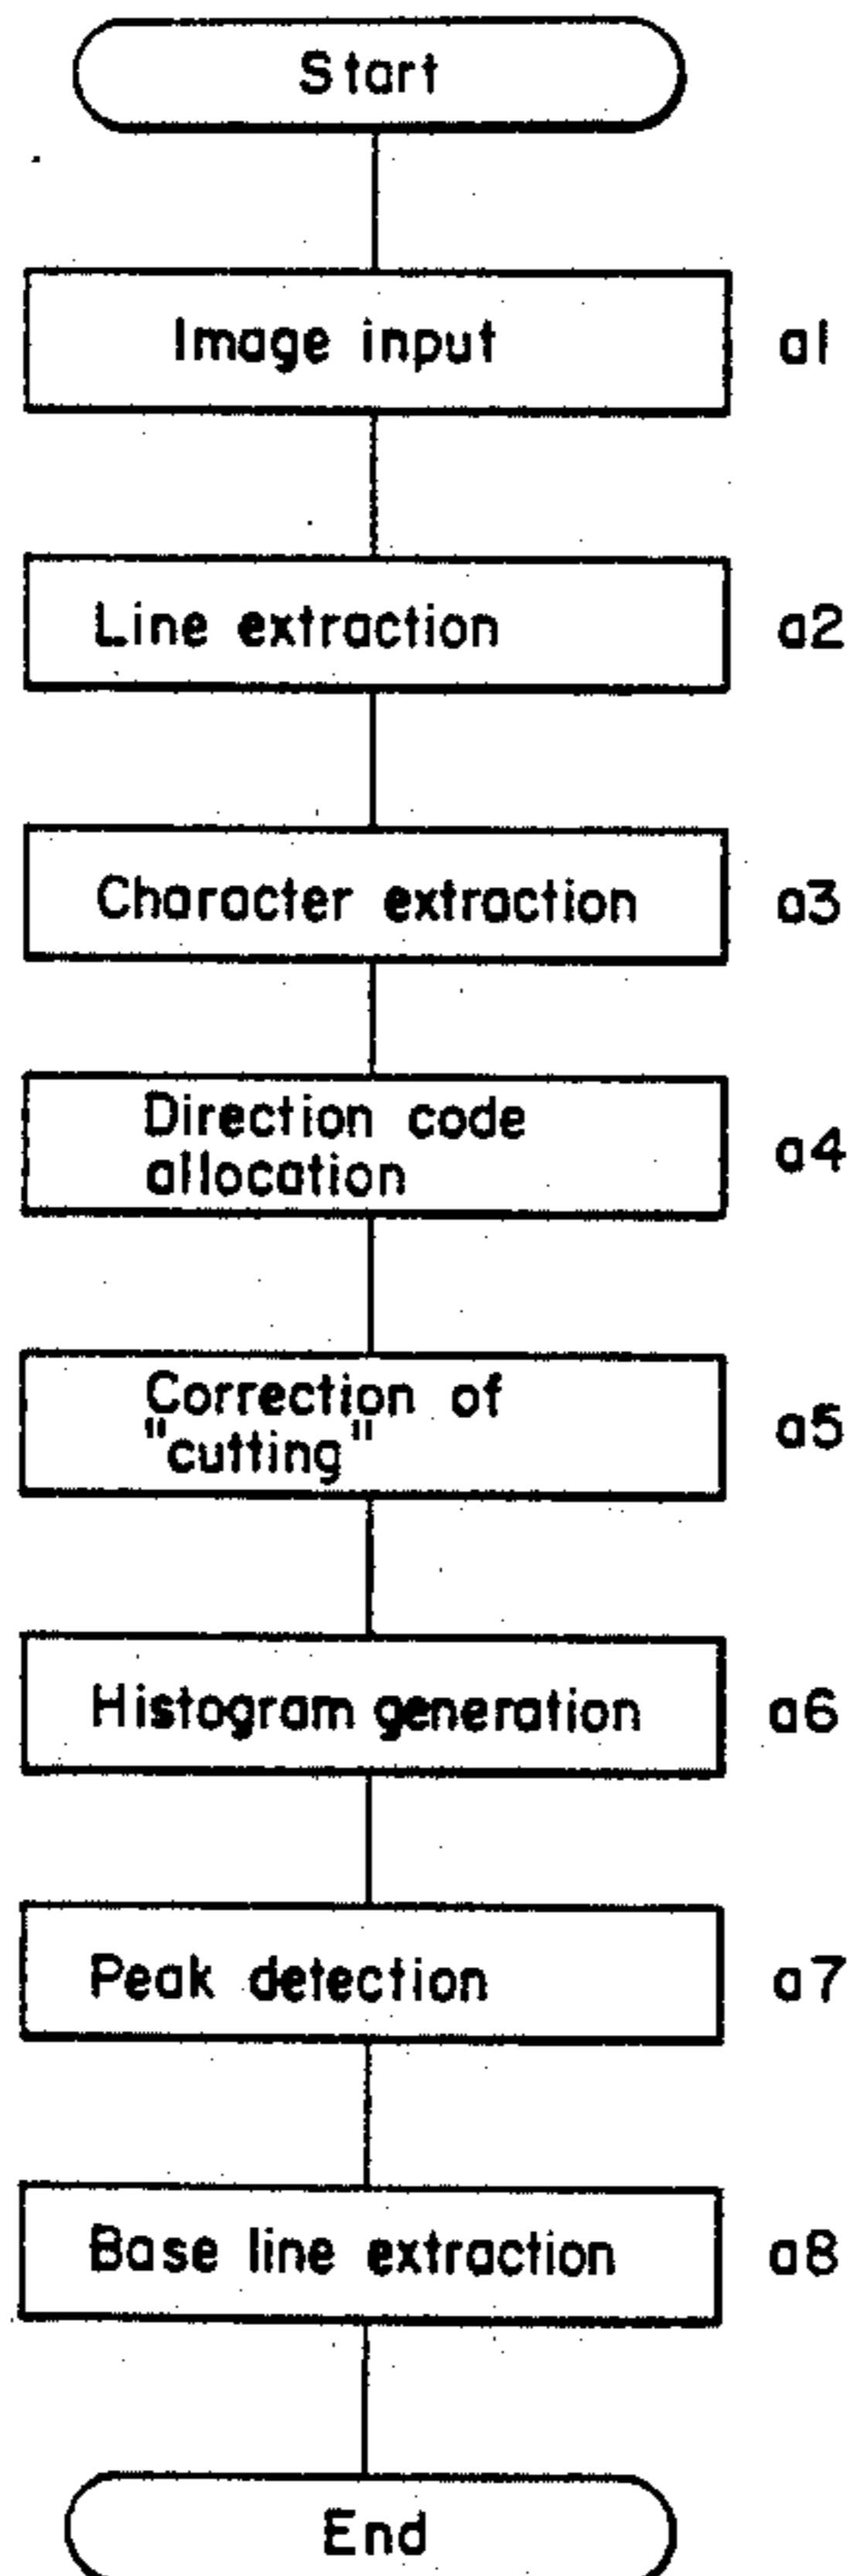 Start
Image input a1
Line extraction a2
Character extraction a3
Direction code
allocation a4
Correction of
"cutting" a5
Histogram generation a6
Peak detection a7
Base line extraction a8
End